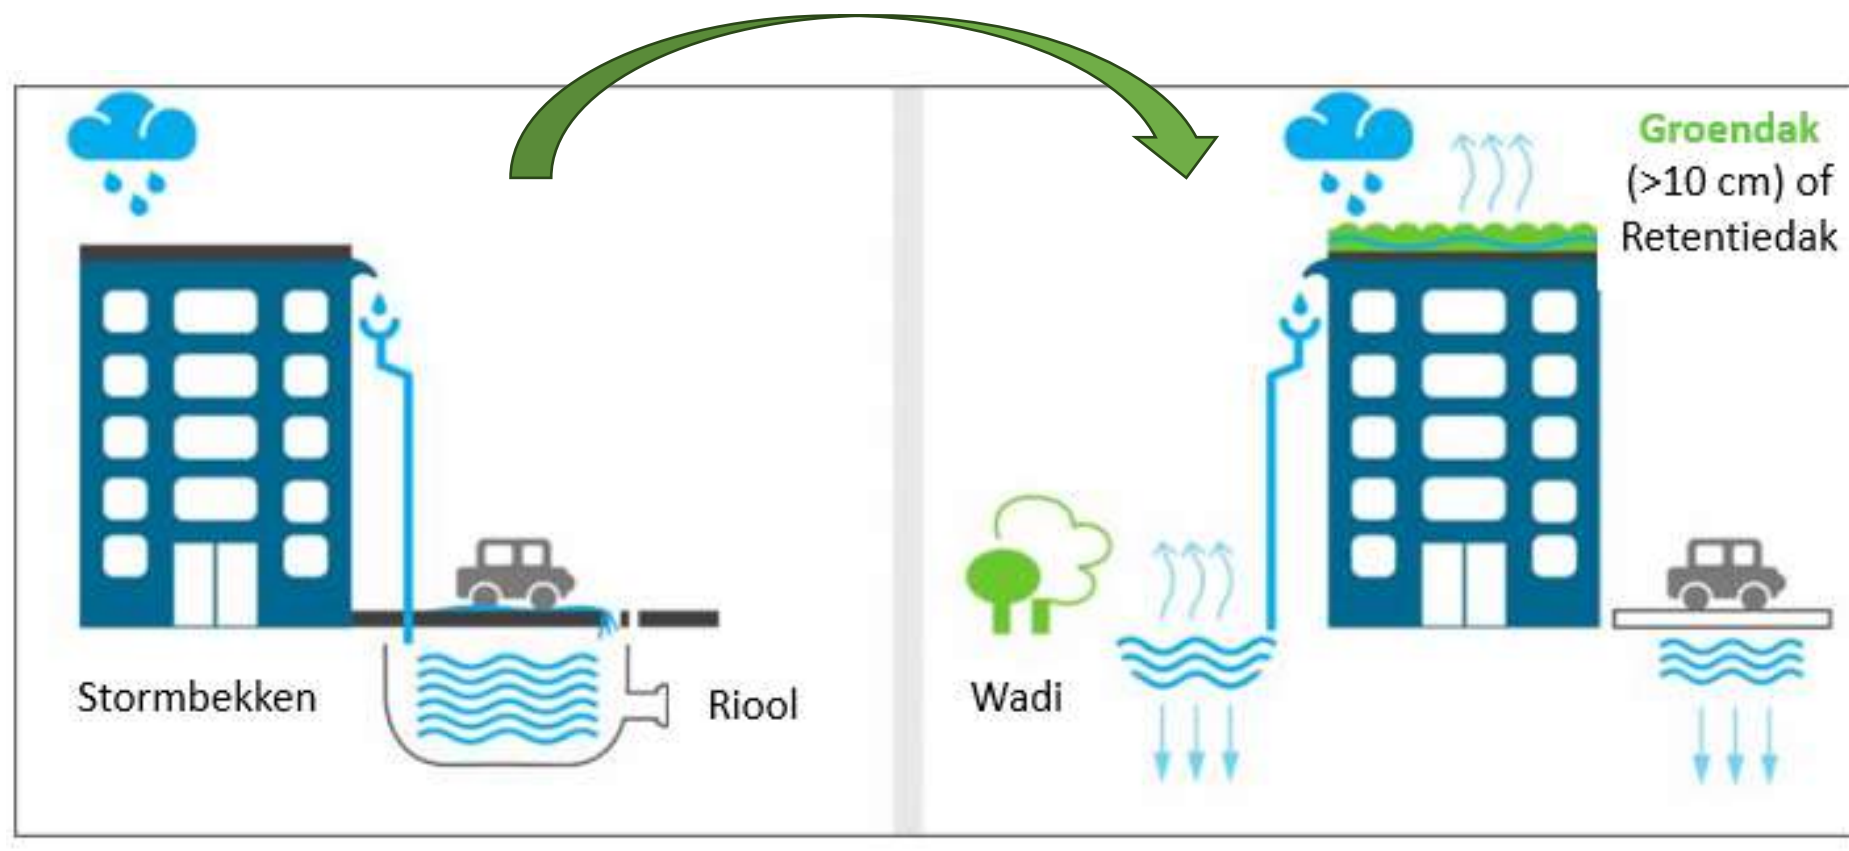 Stormbekken
Riool
Groendak
(>10 cm) of
Retentiedak
Wadi